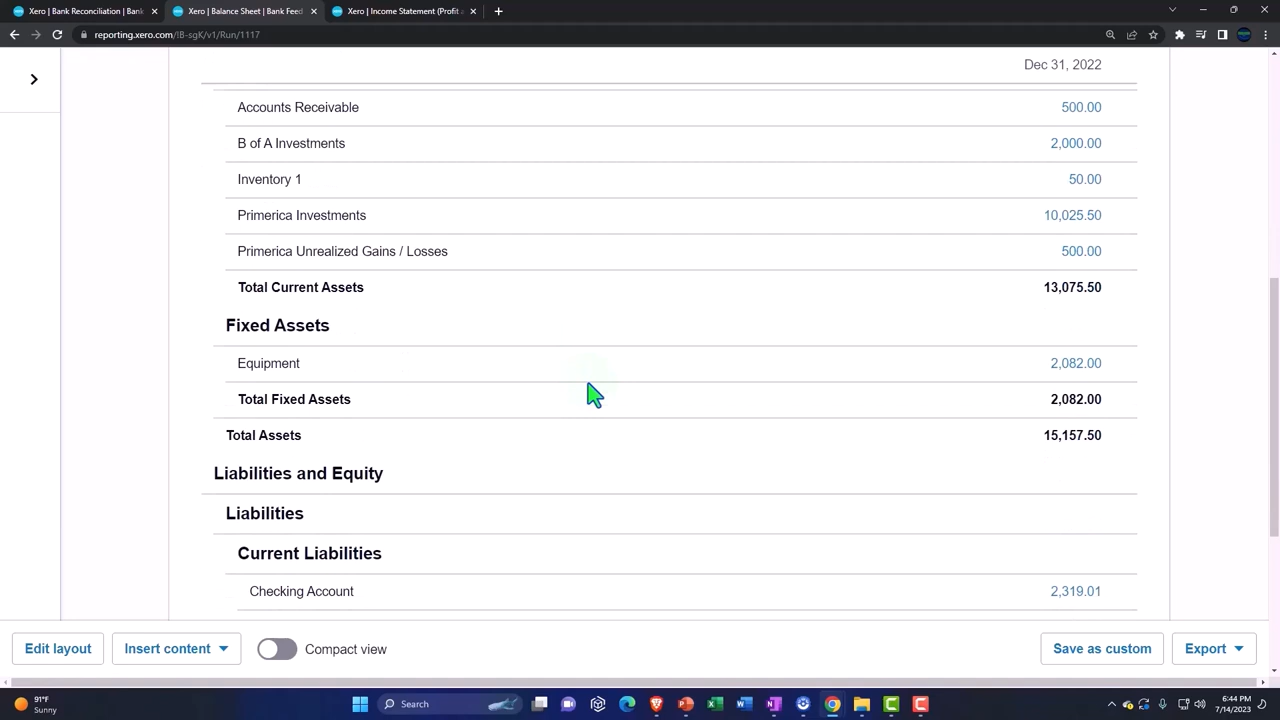 Xero | Bank Reconciliation | Bank
Xero | Balance Sheet | Bank Feed
Xero | Income Statement (Profit a
reporting.xero.com/!B-sgK/v1/Run/1117
Dec 31, 2022
Accounts Receivable 500.00
B of A Investments 2,000.00
Inventory 1 50.00
Primerica Investments 10,025.50
Primerica Unrealized Gains / Losses 500.00
Total Current Assets 13,075.50
Fixed Assets
Equipment 2,082.00
Total Fixed Assets 2,082.00
Total Assets 15,157.50
Liabilities and Equity
Liabilities
Current Liabilities
Checking Account 2,319.01
Edit layout Insert content Compact view Save as custom Export
91°F
Sunny
Search
6:44 PM
7/14/2023